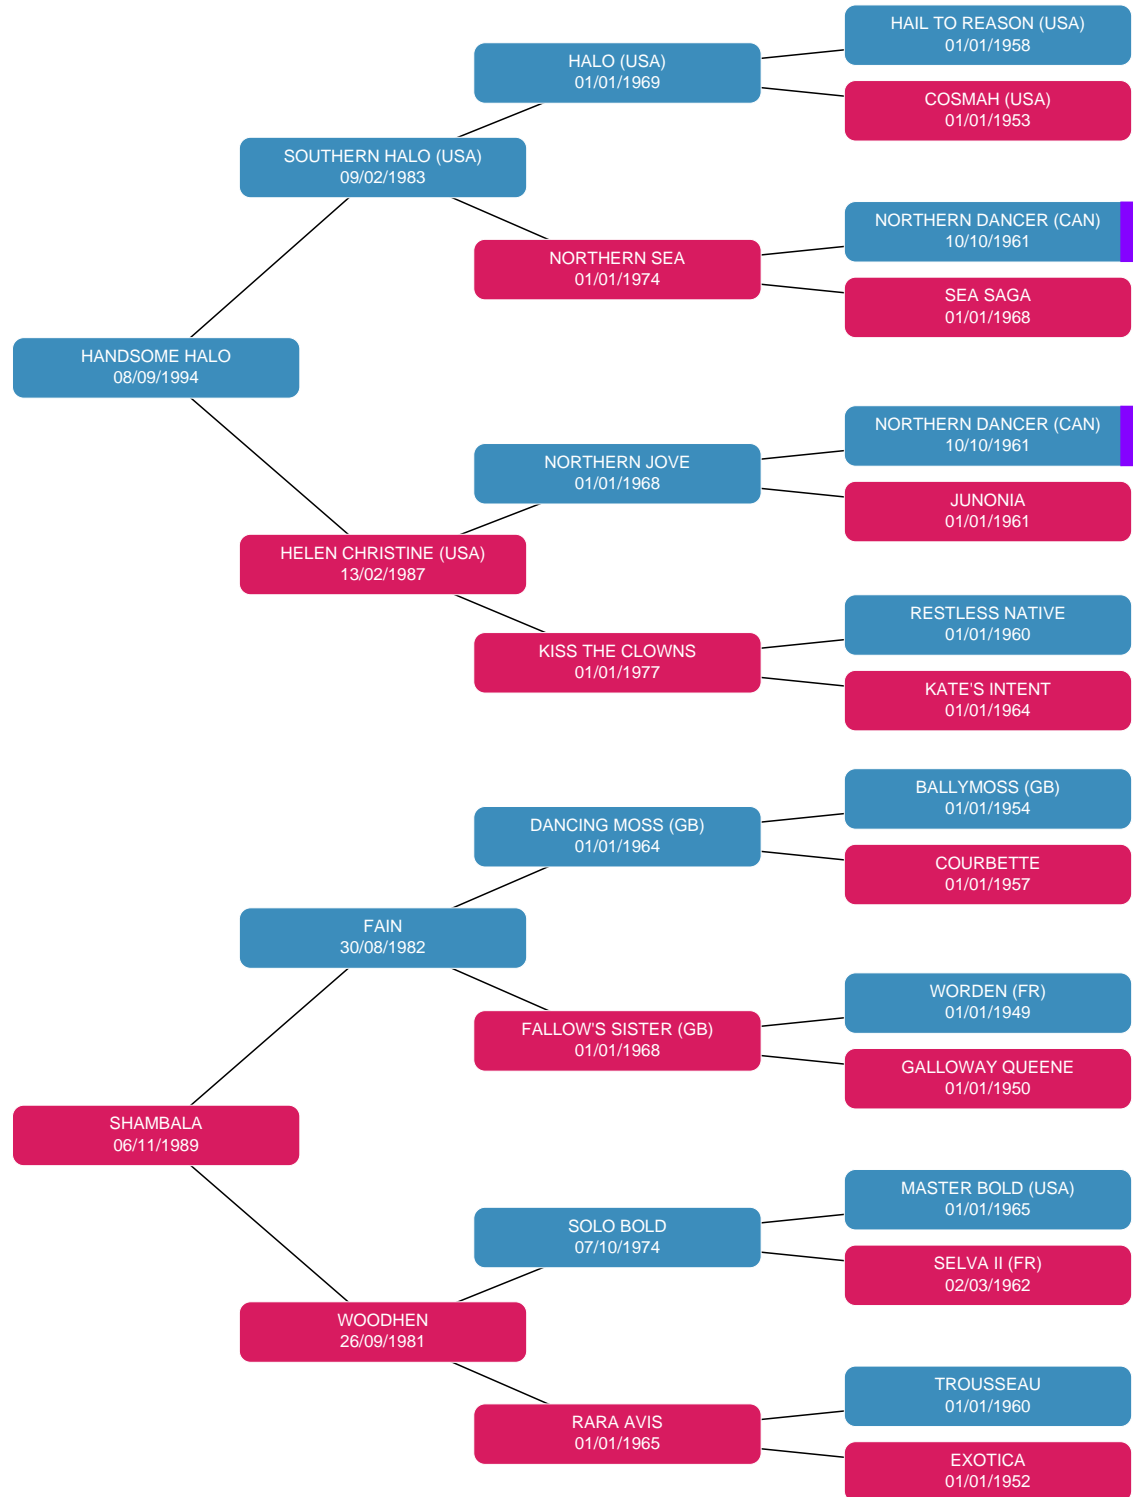 HAIL TO REASON (USA)
01/01/1958
HALO (USA)
01/01/1969
COSMAH (USA)
01/01/1953
SOUTHERN HALO (USA)
09/02/1983
NORTHERN DANCER (CAN)
10/10/1961
NORTHERN SEA
01/01/1974
SEA SAGA
01/01/1968
HANDSOME HALO
08/09/1994
NORTHERN DANCER (CAN)
10/10/1961
NORTHERN JOVE
01/01/1968
JUNONIA
01/01/1961
HELEN CHRISTINE (USA)
13/02/1987
RESTLESS NATIVE
01/01/1960
KISS THE CLOWNS
01/01/1977
KATE'S INTENT
01/01/1964
BALLYMOSS (GB)
01/01/1954
DANCING MOSS (GB)
01/01/1964
COURBETTE
01/01/1957
FAIN
30/08/1982
WORDEN (FR)
01/01/1949
FALLOW'S SISTER (GB)
01/01/1968
GALLOWAY QUEENE
01/01/1950
SHAMBALA
06/11/1989
MASTER BOLD (USA)
01/01/1965
SOLO BOLD
07/10/1974
SELVA II (FR)
02/03/1962
WOODHEN
26/09/1981
TROUSSEAU
01/01/1960
RARA AVIS
01/01/1965
EXOTICA
01/01/1952